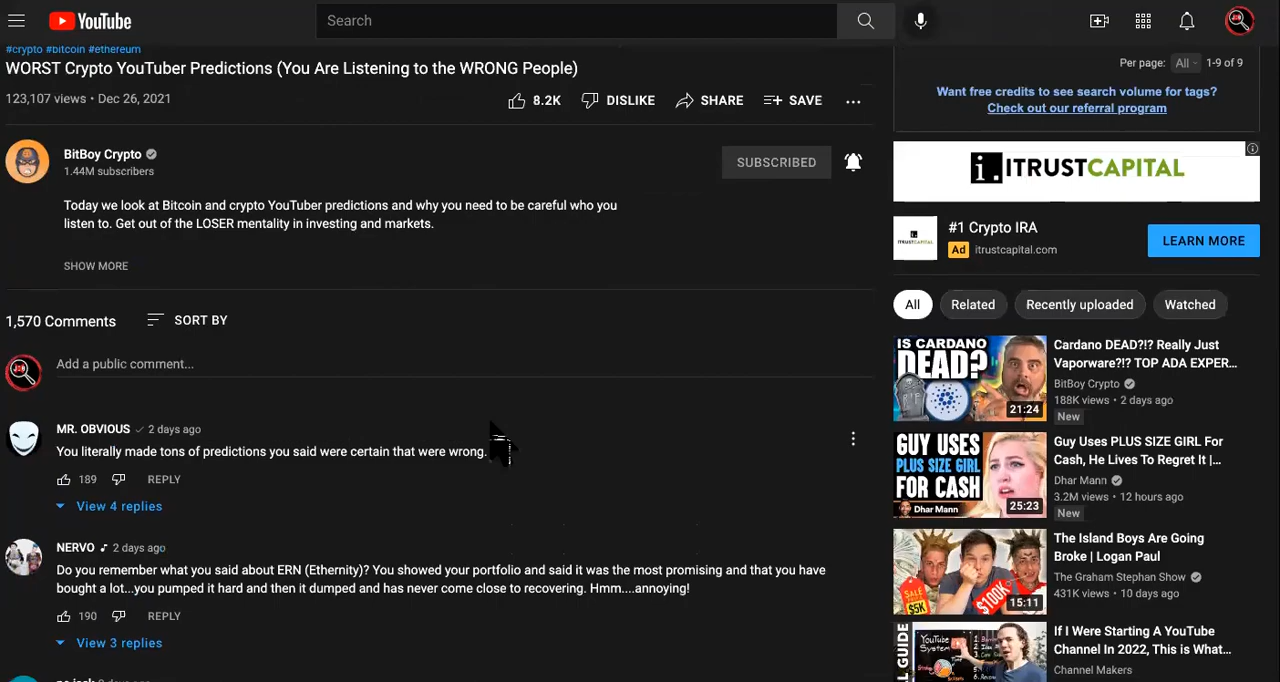 YouTube
Search
#crypto #bitcoin #ethereum
WORST Crypto YouTuber Predictions (You Are Listening to the WRONG People)
123,107 views • Dec 26, 2021
8.2K DISLIKE SHARE SAVE
BitBoy Crypto
1.44M subscribers
SUBSCRIBED
Today we look at Bitcoin and crypto YouTuber predictions and why you need to be careful who you
listen to. Get out of the LOSER mentality in investing and markets.
SHOW MORE
1,570 Comments SORT BY
Add a public comment...
MR. OBVIOUS 2 days ago
You literally made tons of predictions you said were certain that were wrong.
189 REPLY
View 4 replies
NERVO 2 days ago
Do you remember what you said about ERN (Ethernity)? You showed your portfolio and said it was the most promising and that you have
bought a lot...you pumped it hard and then it dumped and has never come close to recovering. Hmm....annoying!
190 REPLY
View 3 replies
Per page: All 1-9 of 9
Want free credits to see search volume for tags?
Check out our referral program
i. ITRUSTCAPITAL
#1 Crypto IRA
Ad itrustcapital.com
LEARN MORE
All Related Recently uploaded Watched
IS CARDANO
DEAD?
RIP
21:24
Cardano DEAD?!? Really Just
Vaporware?!? TOP ADA EXPER...
BitBoy Crypto
188K views • 2 days ago
New
GUY USES
PLUS SIZE GIRL
FOR CASH
Dhar Mann
25:23
Guy Uses PLUS SIZE GIRL For
Cash, He Lives To Regret It |...
Dhar Mann
3.2M views • 12 hours ago
New
SALE
FROM
$5K
$100K
15:11
The Island Boys Are Going
Broke | Logan Paul
The Graham Stephan Show
431K views • 10 days ago
GUIDE
YouTube
System
If I Were Starting A YouTube
Channel In 2022, This is What...
Channel Makers